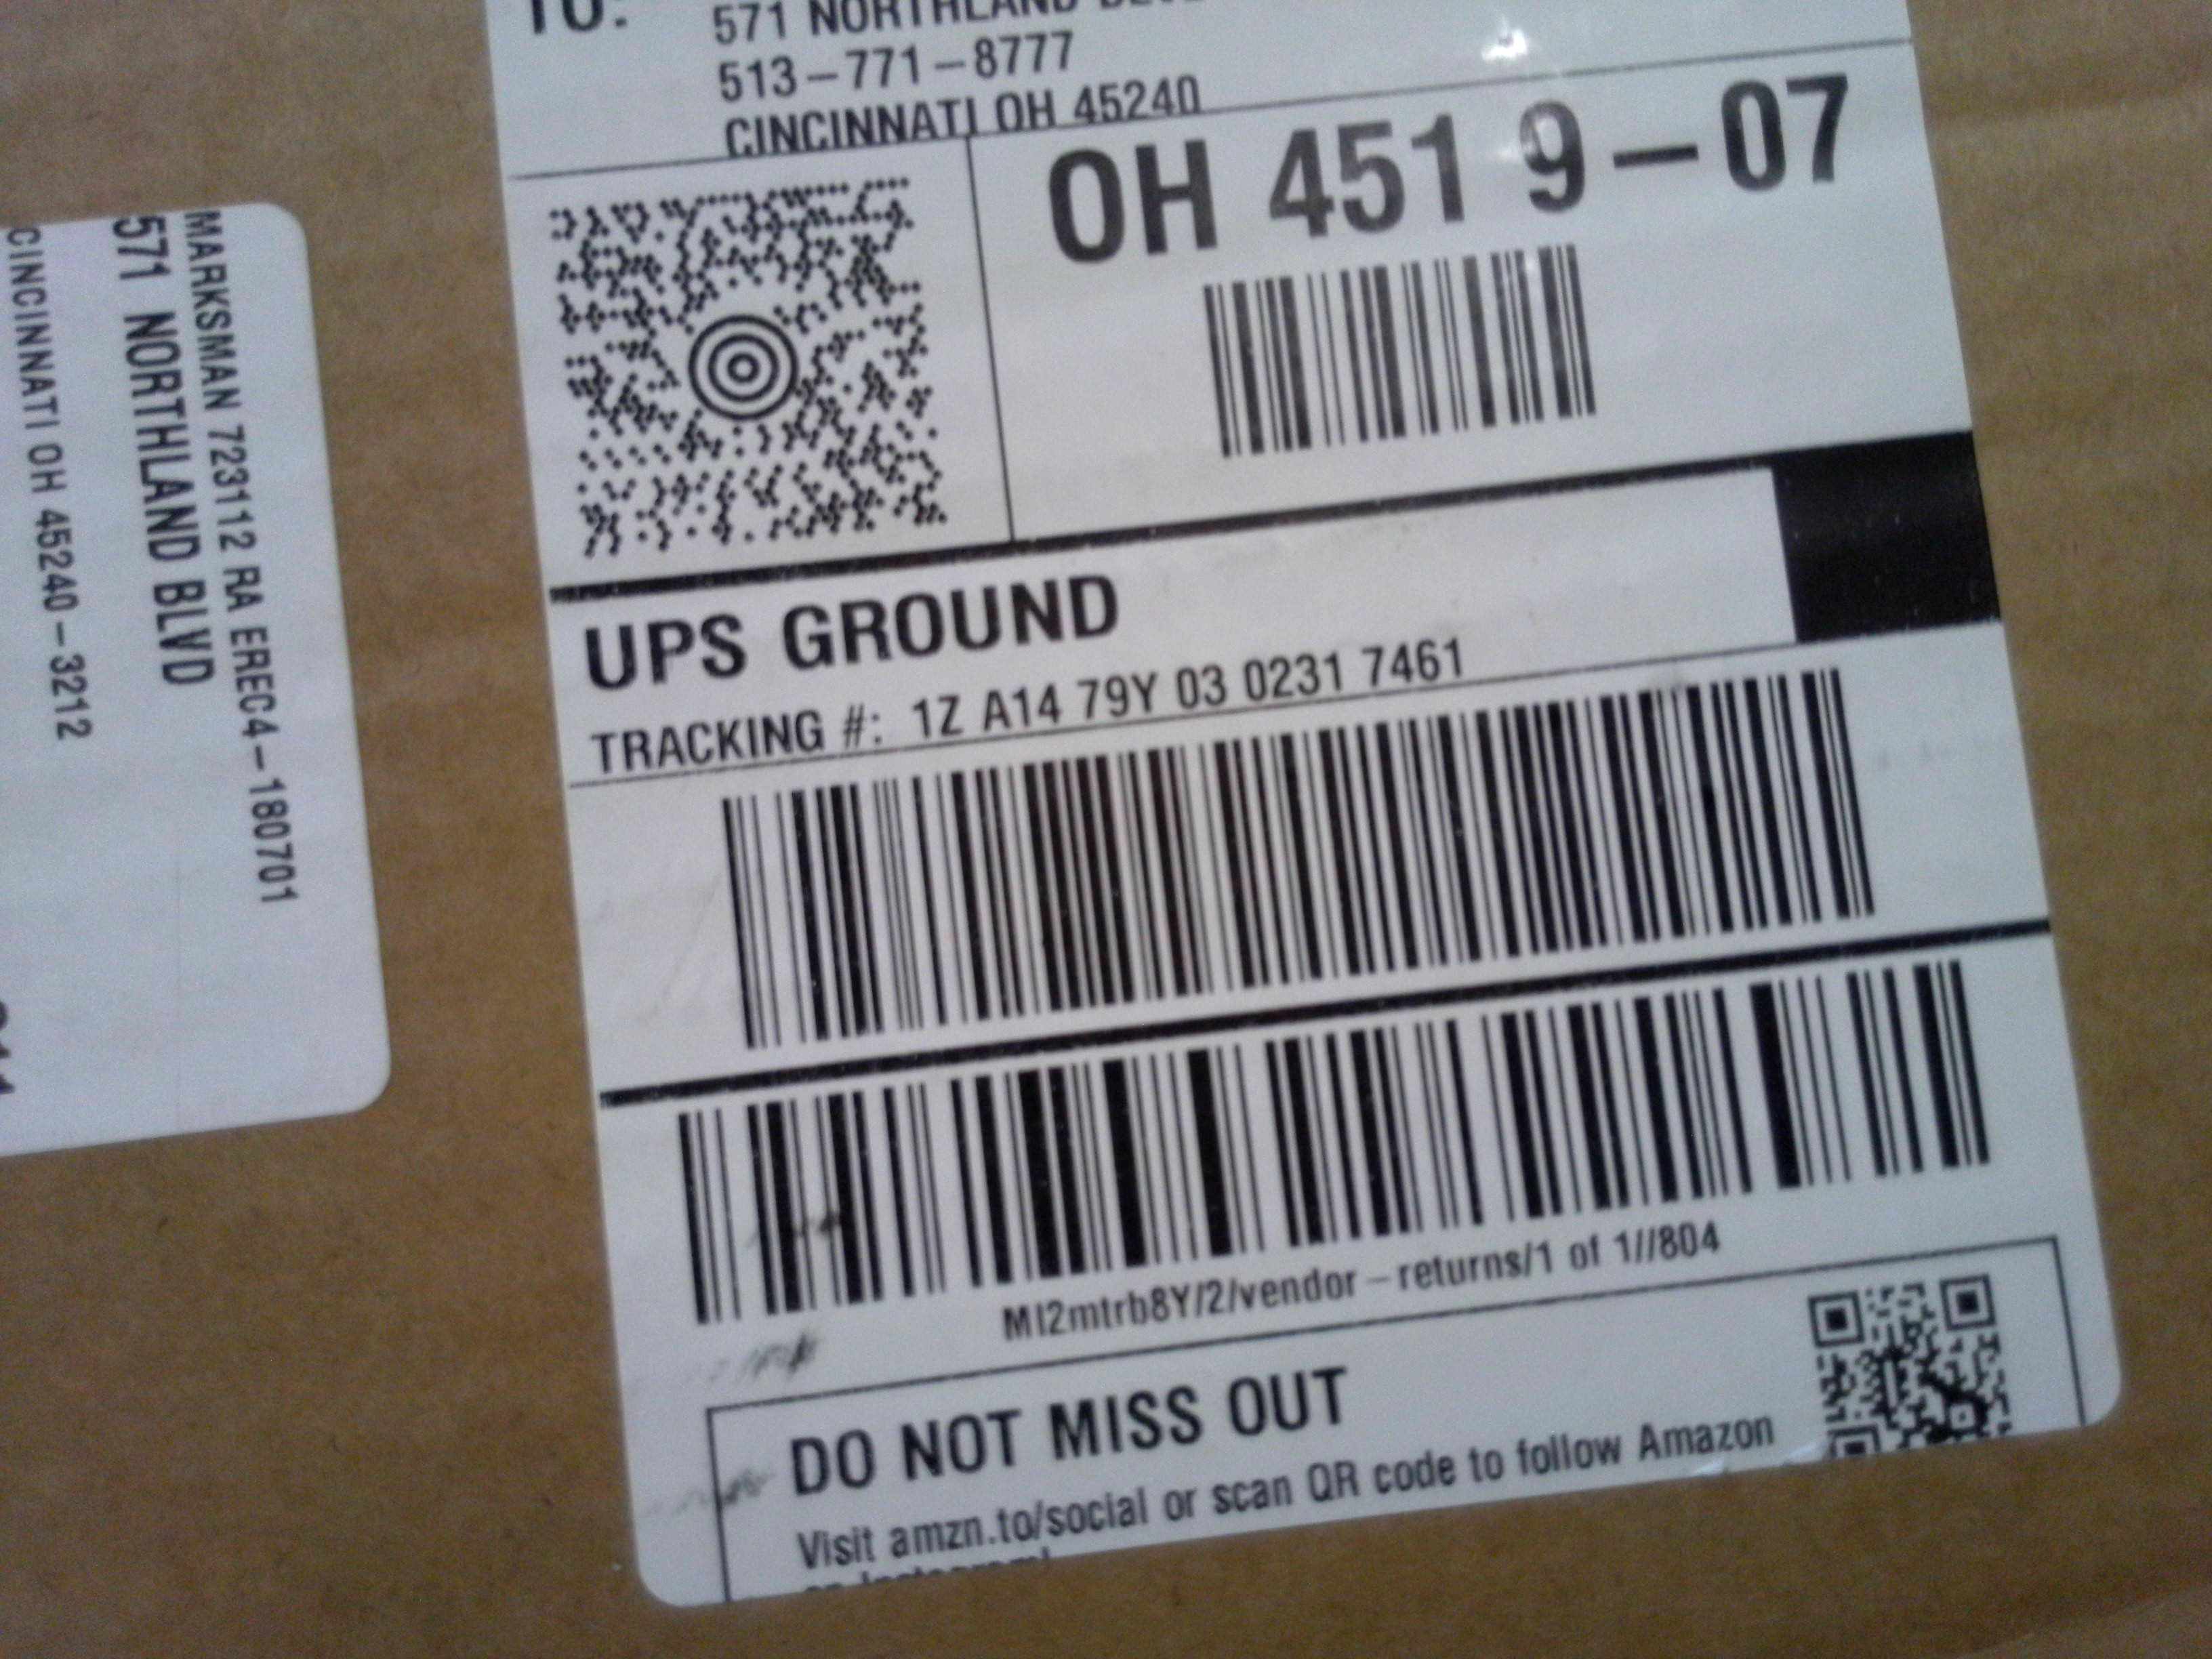 TO:
571 NORTHLAND
513-771-8777
CINCINNATI OH 45240
OH 451 9-07
UPS GROUND
TRACKING #: 1Z A14 79Y 03 0231 7461
MI2mtrb8Y/2/vendor-returns/1 of 1//804
DO NOT MISS OUT
Visit amzn.to/social or scan QR code to follow Amazon
MARKSMAN 723112 RA EREC4-180701
571 NORTHLAND BLVD
CINCINNATI OH 45240-3212